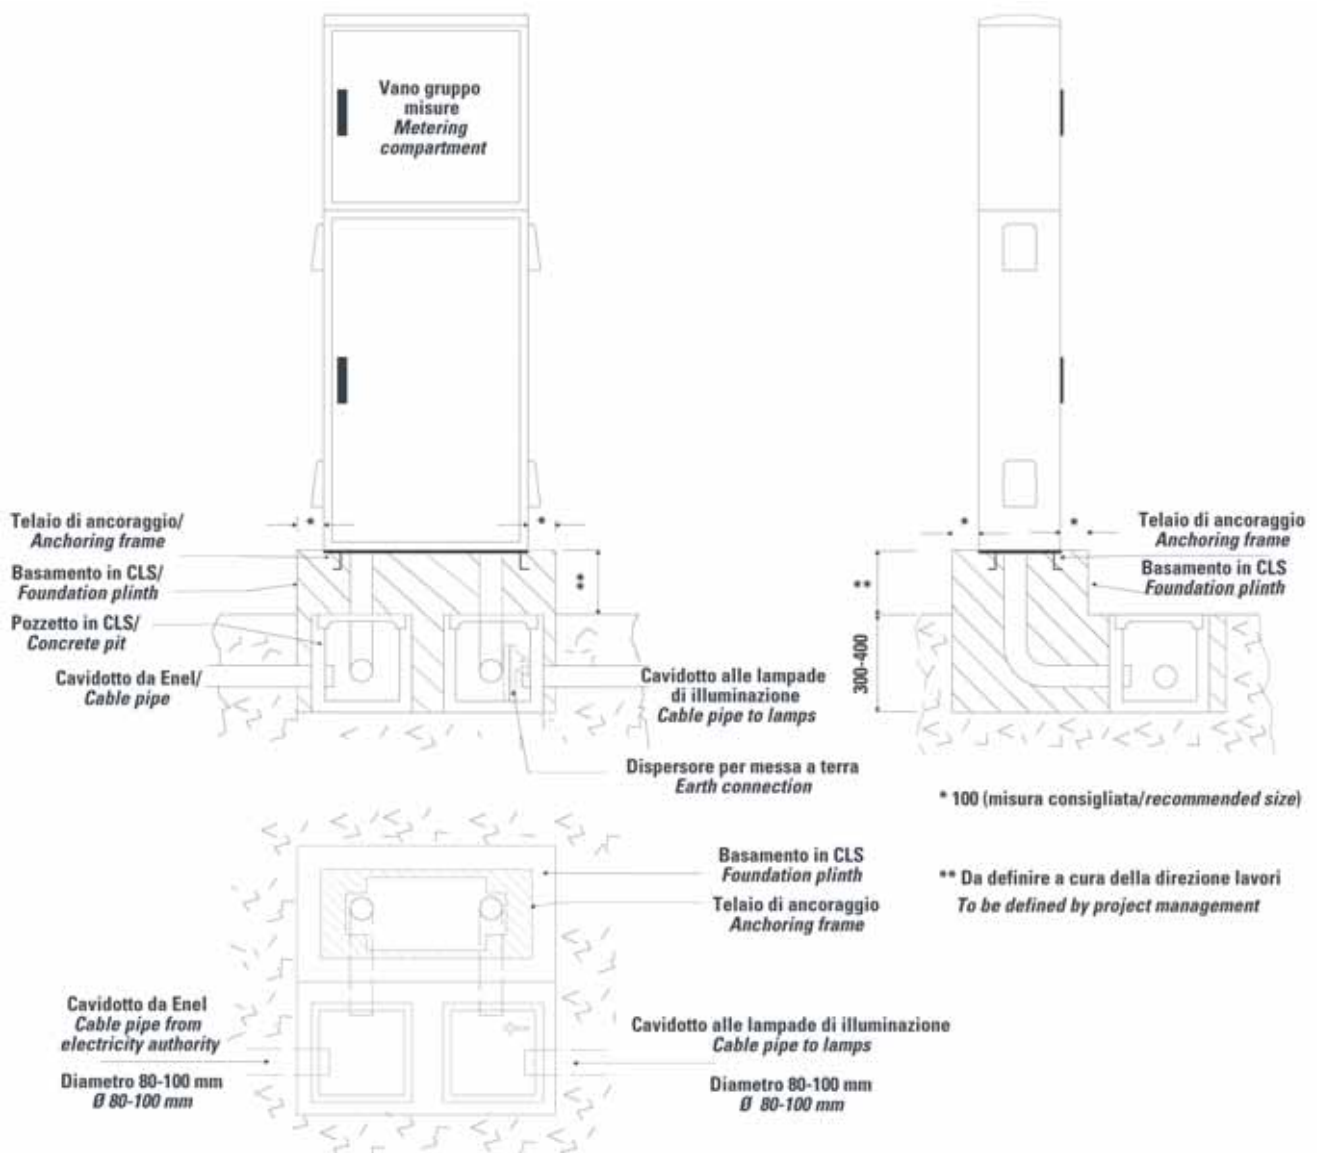 Vano gruppo
misure
Metering
compartment
*
*
Telaio di ancoraggio/
Anchoring frame
Basamento in CLS/
Foundation plinth
Pozzetto in CLS/
Concrete pit
Cavidotto da Enel/
Cable pipe
**
Cavidotto alle lampade
di illuminazione
Cable pipe to lamps
Dispersore per messa a terra
Earth connection
*
*
Telaio di ancoraggio
Anchoring frame
Basamento in CLS
Foundation plinth
**
300-400
* 100 (misura consigliata/recommended size)
** Da definire a cura della direzione lavori
To be defined by project management
Basamento in CLS
Foundation plinth
Telaio di ancoraggio
Anchoring frame
Cavidotto da Enel
Cable pipe from
electricity authority
Diametro 80-100 mm
Ø 80-100 mm
Cavidotto alle lampade di illuminazione
Cable pipe to lamps
Diametro 80-100 mm
Ø 80-100 mm